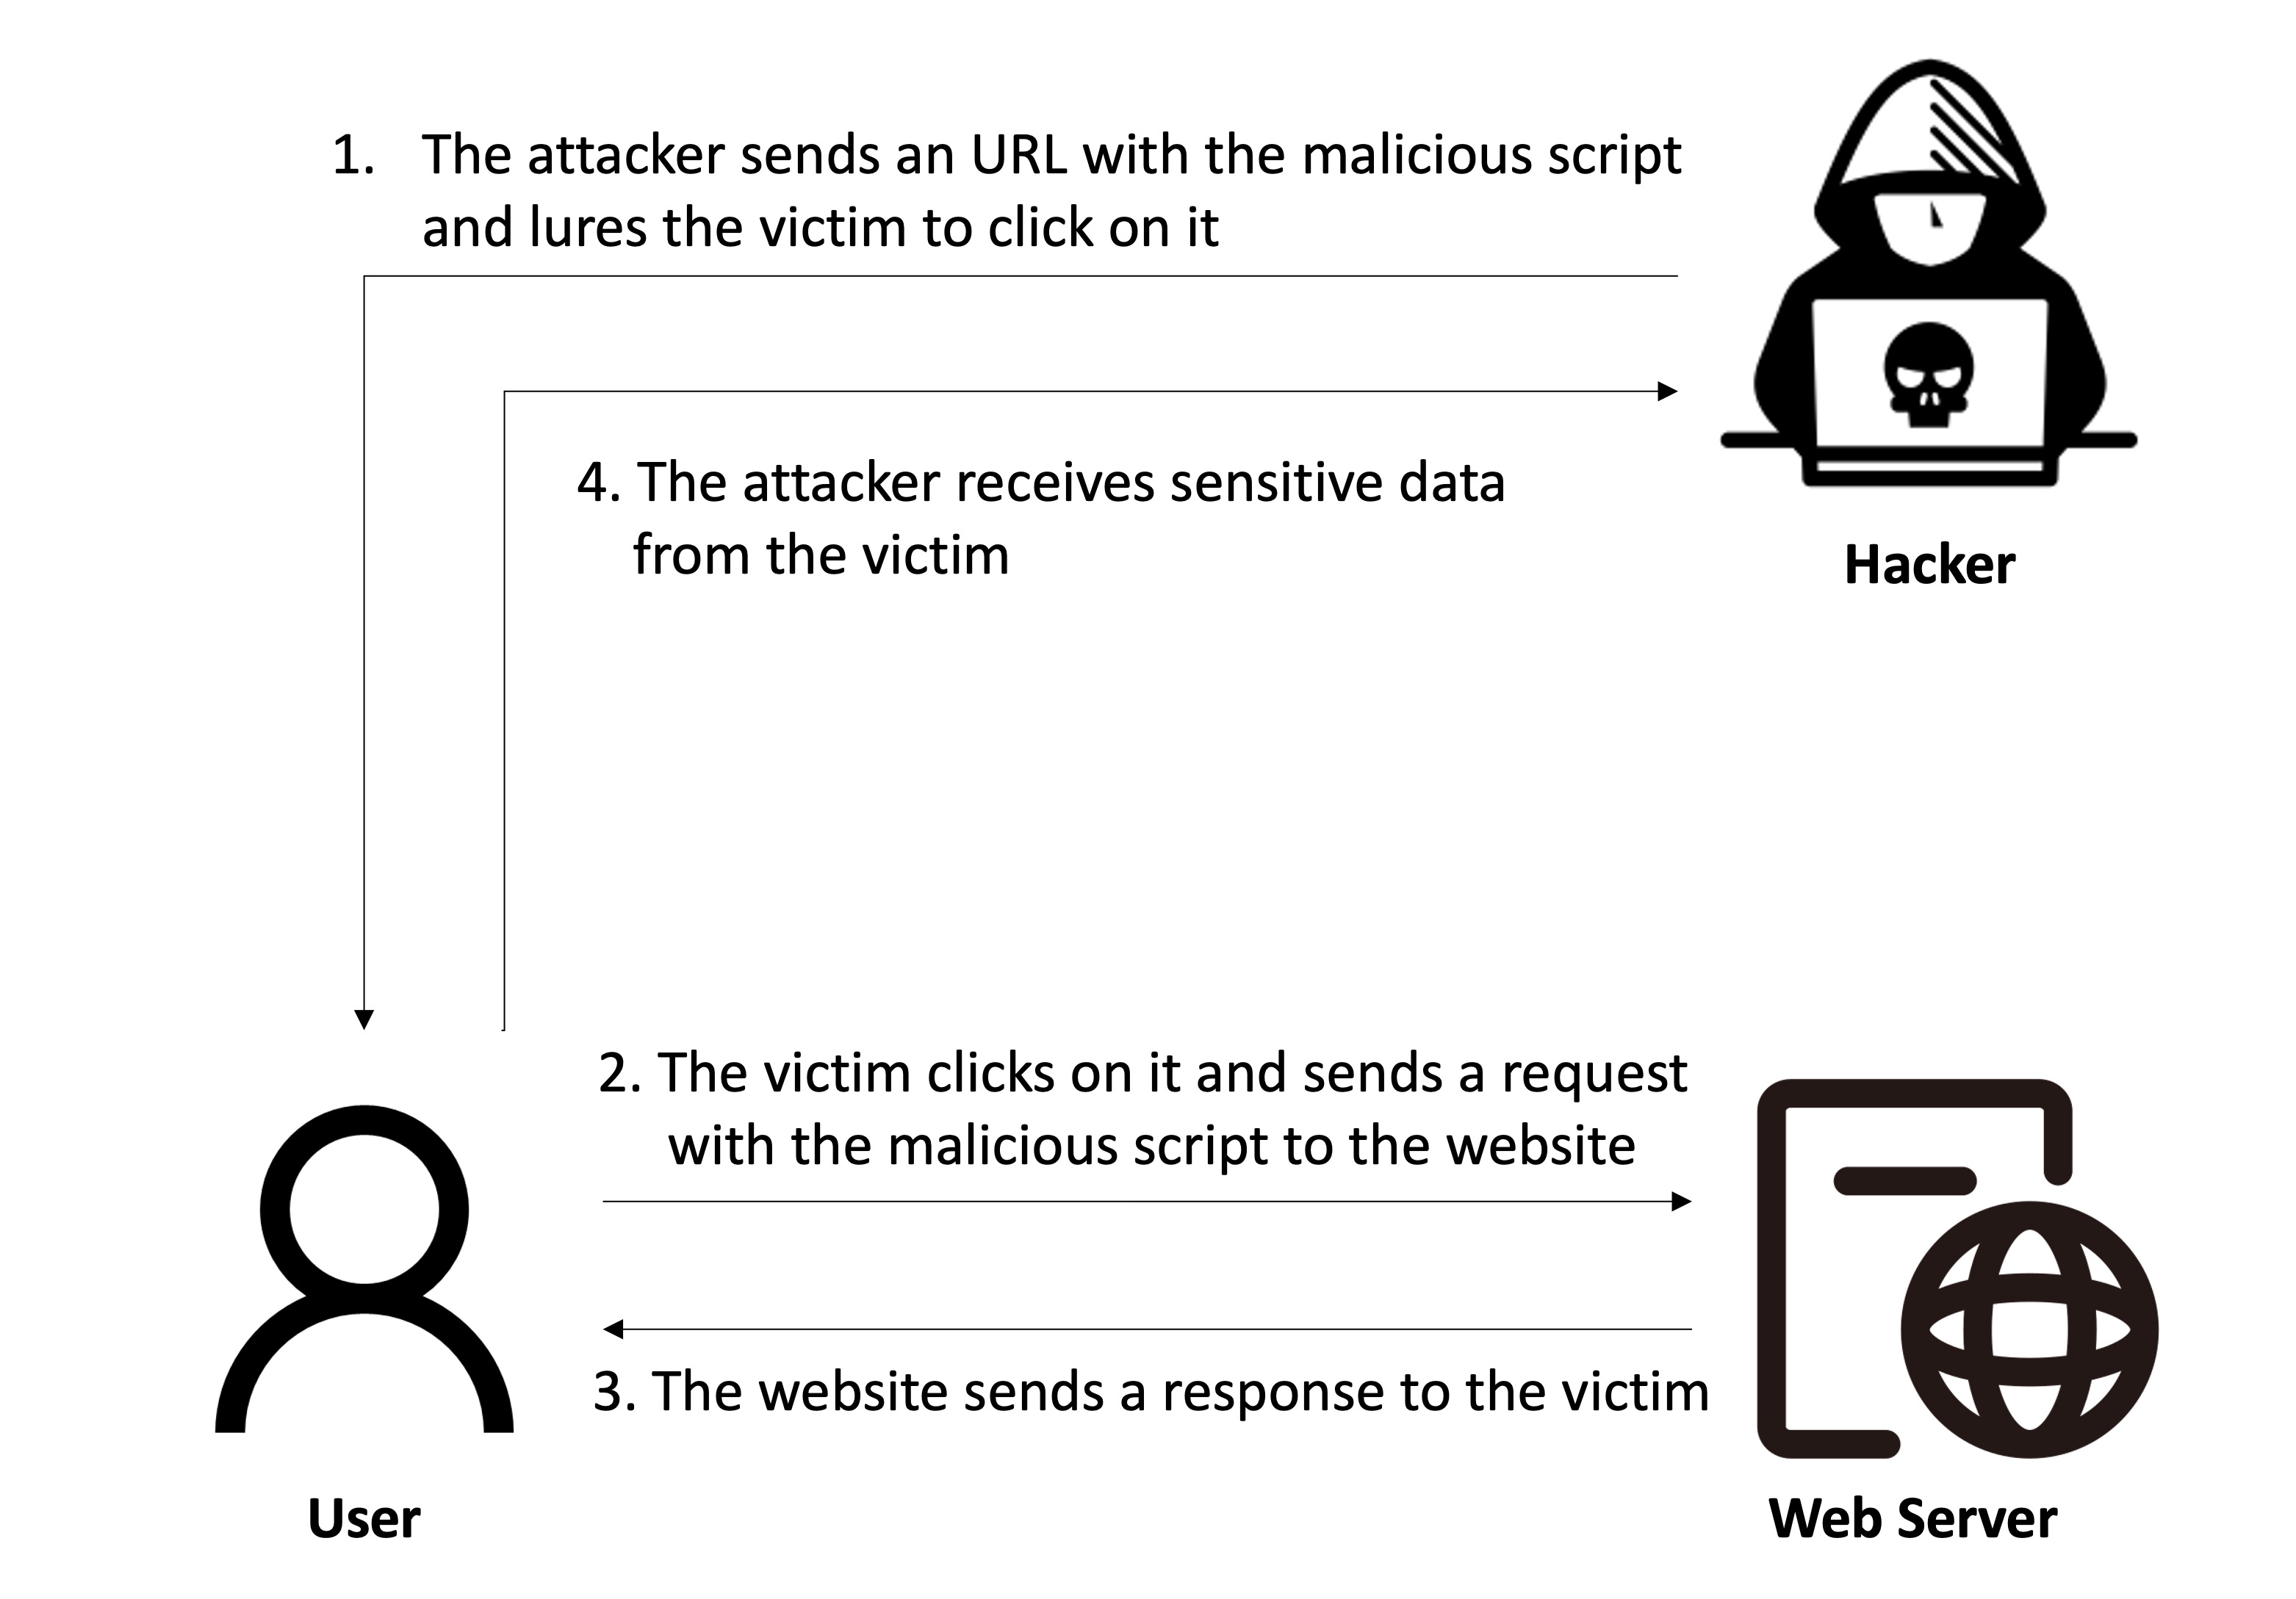 1. The attacker sends an URL with the malicious script
and lures the victim to click on it
4. The attacker receives sensitive data
from the victim
Hacker
2. The victim clicks on it and sends a request
with the malicious script to the website
3. The website sends a response to the victim
User
Web Server